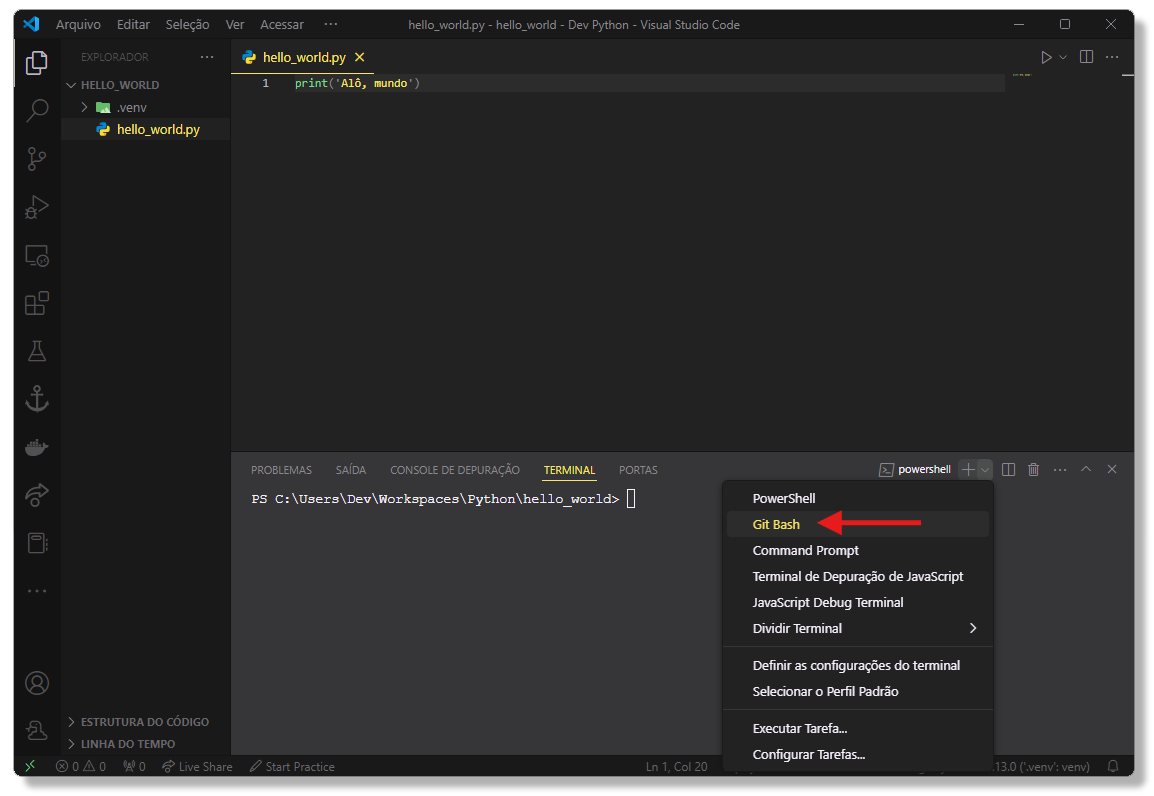 Arquivo Editar Seleção Ver Acessar ··· hello_world.py - hello_world - Dev Python - Visual Studio Code
EXPLORADOR ···
hello_world.py
HELLO_WORLD
.venv
hello_world.py
1 print('Alô, mundo')
PROBLEMAS SAÍDA CONSOLE DE DEPURAÇÃO TERMINAL PORTAS powershell
PS C:\Users\Dev\Workspaces\Python\hello_world>
PowerShell
Git Bash
Command Prompt
Terminal de Depuração de JavaScript
JavaScript Debug Terminal
Dividir Terminal
Definir as configurações do terminal
Selecionar o Perfil Padrão
Executar Tarefa...
Configurar Tarefas...
ESTRUTURA DO CÓDIGO
LINHA DO TEMPO
0 0 0 Live Share Start Practice Ln 1, Col 20 .13.0 ('.venv': venv)